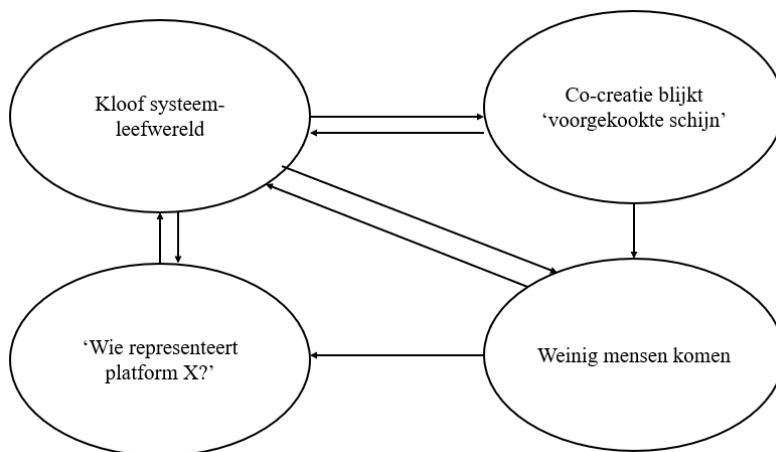 Kloof systeem-
leefwereld
Co-creatie blijkt
‘voorgekookte schijn’
‘Wie representeert
platform X?’
Weinig mensen komen